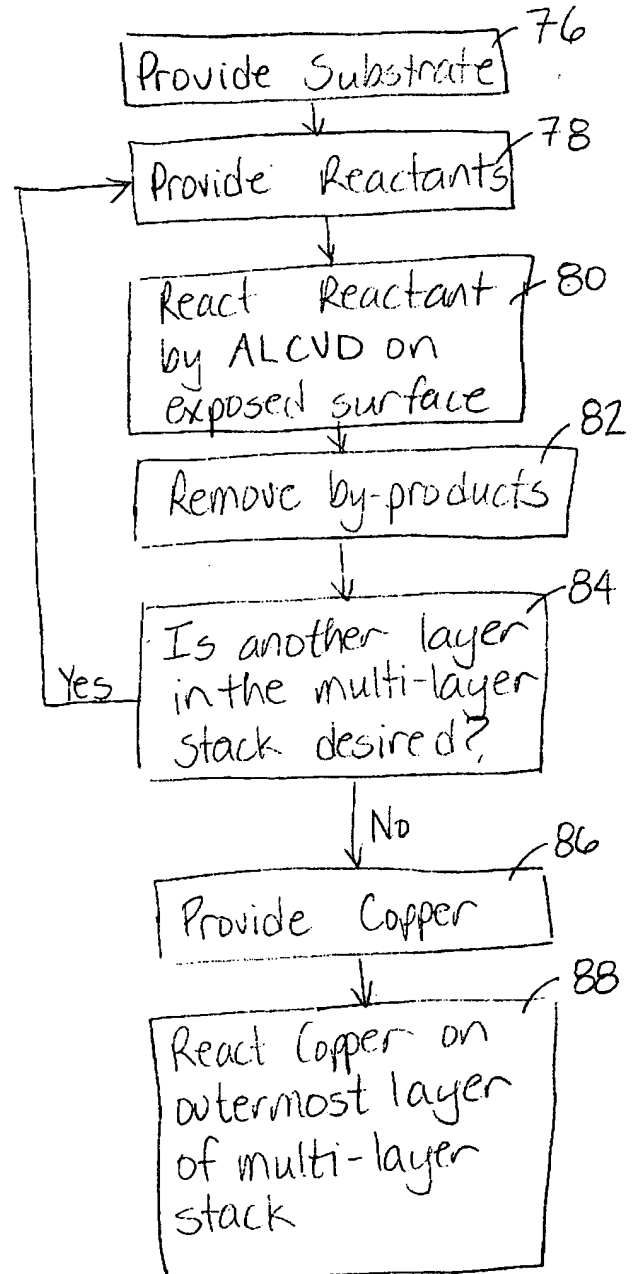 76
Provide Substrate
78
Provide Reactants
80
React Reactant
by ALCVD on
exposed surface
82
Remove by-products
84
Is another layer
in the multi-layer
stack desired?
Yes
No
86
Provide Copper
88
React Copper on
outermost layer
of multi-layer
stack